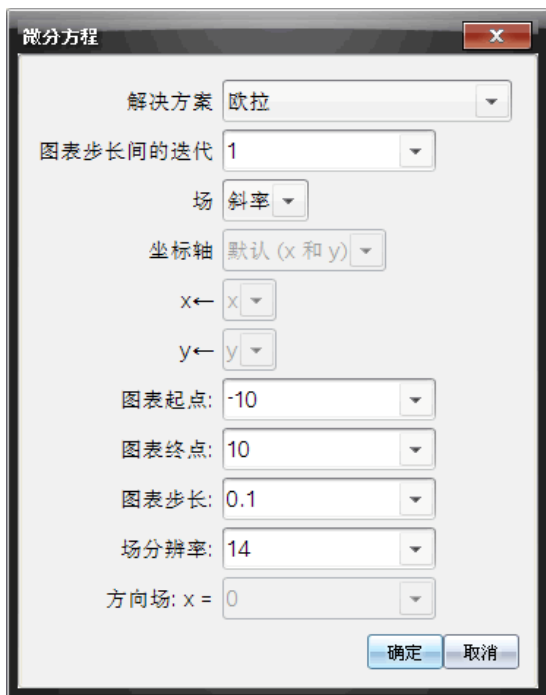 微分方程
解决方案 欧拉
图表步长间的迭代 1
场 斜率
坐标轴 默认 (x 和 y)
x← x
y← y
图表起点: -10
图表终点: 10
图表步长: 0.1
场分辨率: 14
方向场: x = 0
确定 取消